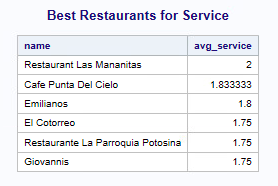 Best Restaurants for Service
name avg_service
Restaurant Las Mananitas 2
Cafe Punta Del Cielo 1.833333
Emilianos 1.8
El Cotorreo 1.75
Restaurante La Parroquia Potosina 1.75
Giovannis 1.75